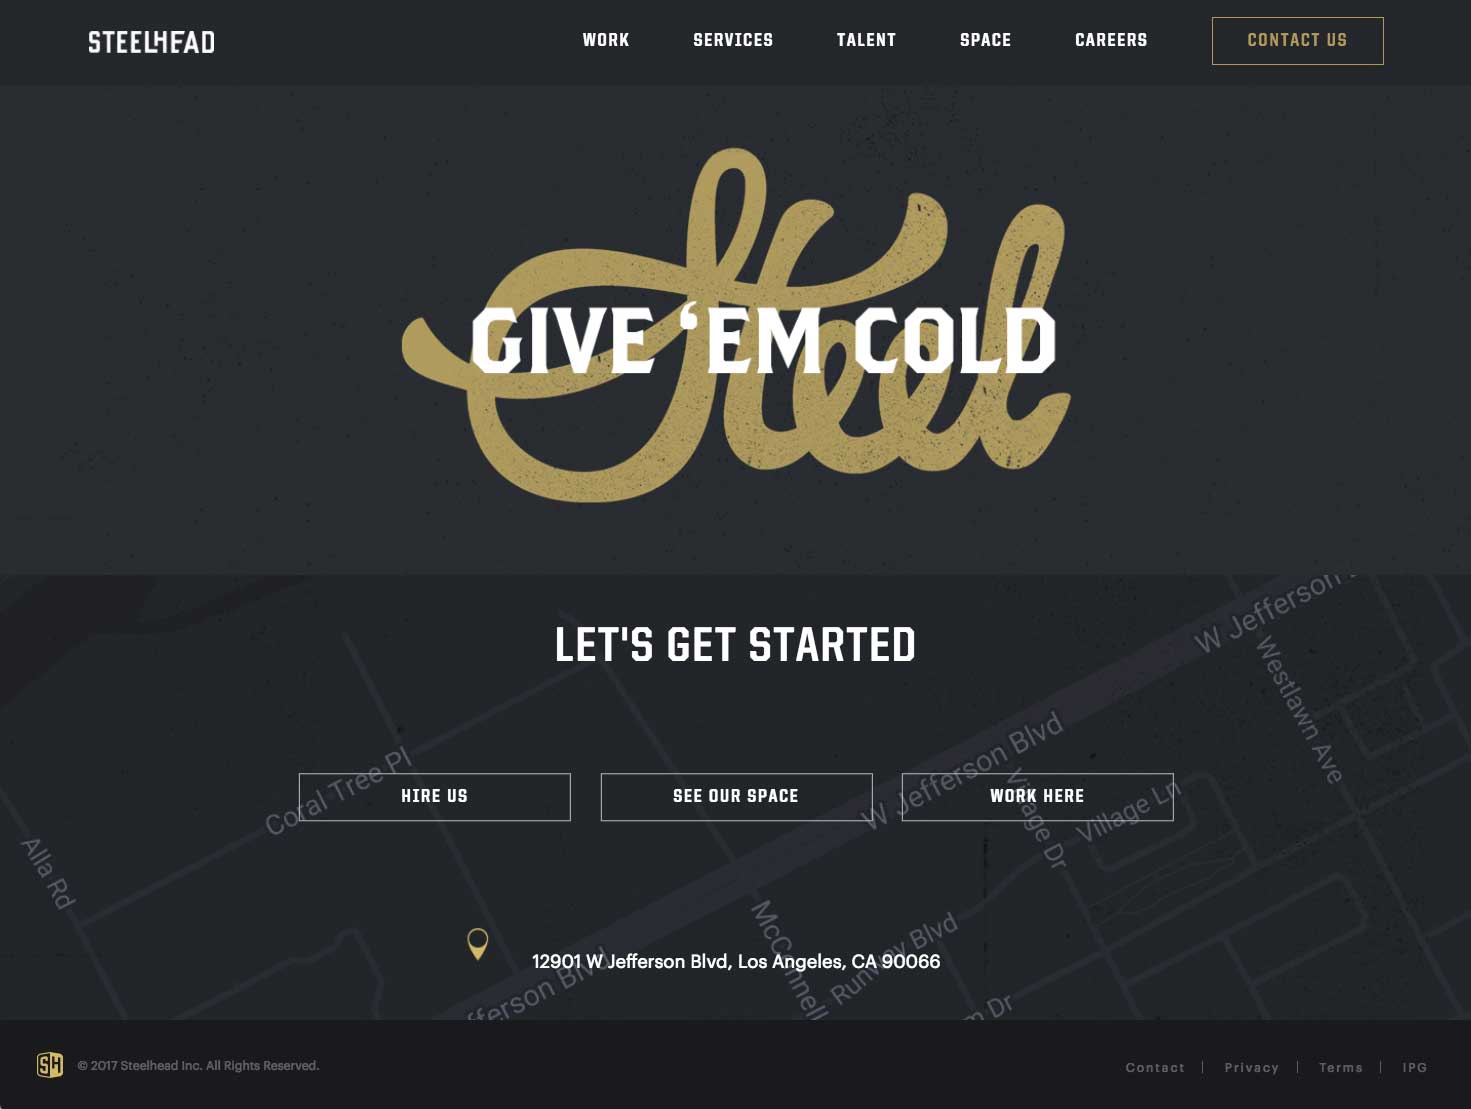 STEELHEAD
WORK
SERVICES
TALENT
SPACE
CAREERS
CONTACT US
Steel
GIVE ‘EM COLD
LET'S GET STARTED
W Jefferson
Westlawn Ave
W Jefferson Blvd
Coral Tree Pl
HIRE US
SEE OUR SPACE
WORK HERE
Village Dr
Village Ln
Alla Rd
McConnell
Runway Blvd
12901 W Jefferson Blvd, Los Angeles, CA 90066
fferson Blvd
Dr
SH
© 2017 Steelhead Inc. All Rights Reserved.
Contact | Privacy | Terms | IPG